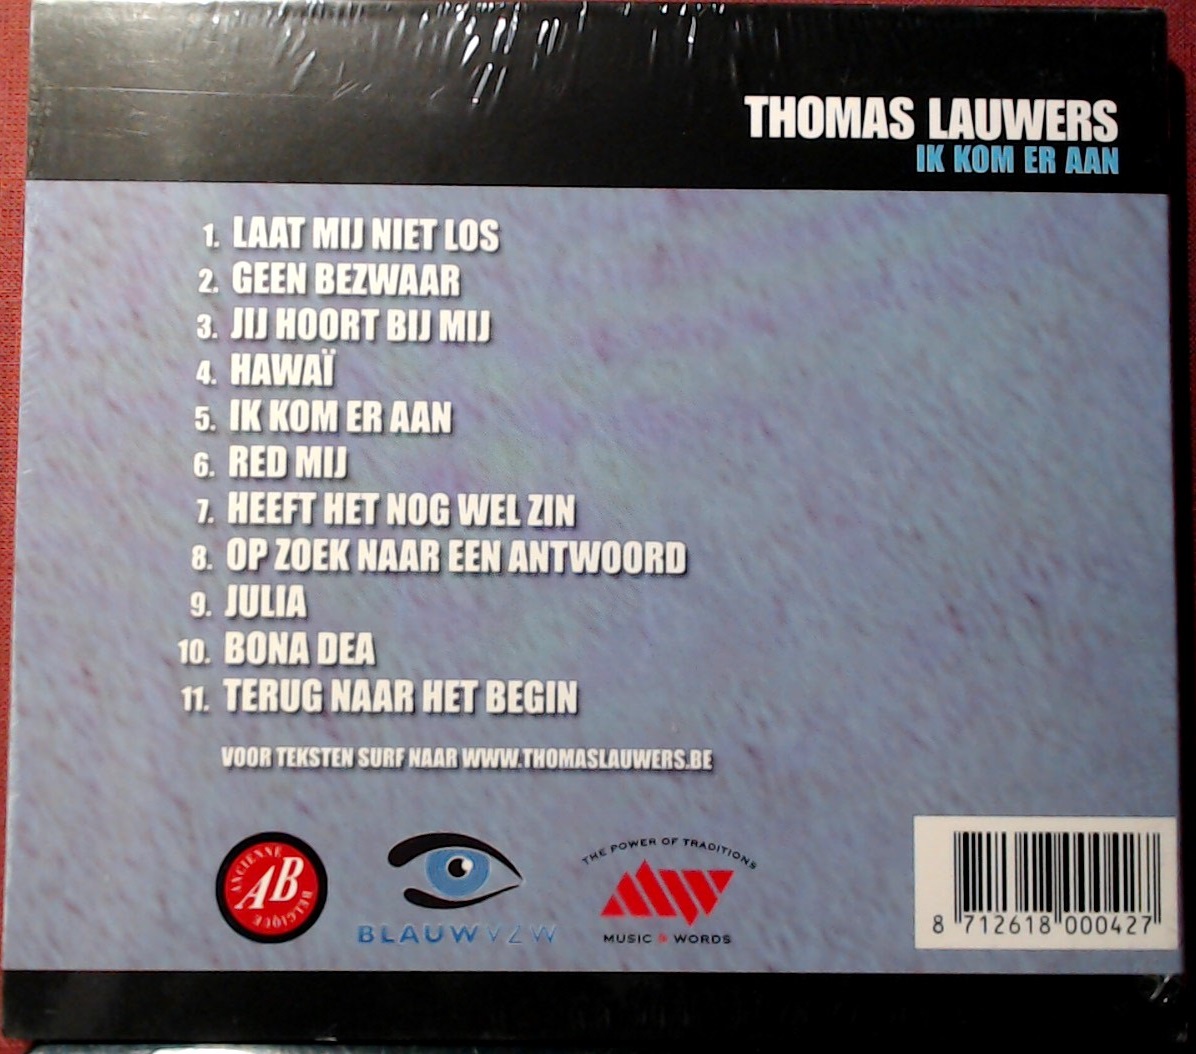 THOMAS LAUWERS
IK KOM ER AAN
1. LAAT MIJ NIET LOS
2. GEEN BEZWAAR
3. JIJ HOORT BIJ MIJ
4. HAWAÏ
5. IK KOM ER AAN
6. RED MIJ
7. HEEFT HET NOG WEL ZIN
8. OP ZOEK NAAR EEN ANTWOORD
9. JULIA
10. BONA DEA
11. TERUG NAAR HET BEGIN
VOOR TEKSTEN SURF NAAR WWW.THOMASLAUWERS.BE
ANCIENNE
AB
BELGIQUE
BLAUW VZW
THE POWER OF TRADITIONS
MW
MUSIC & WORDS
8 712618 000427